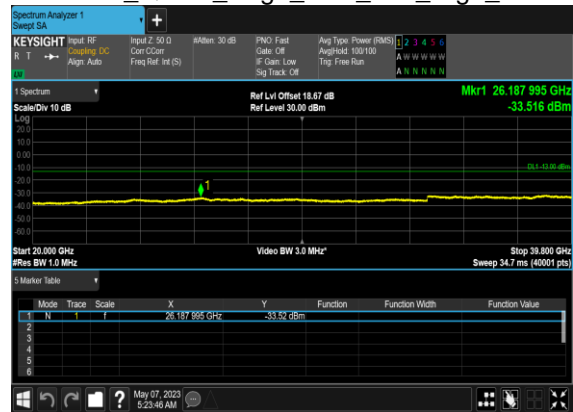 Spectrum Analyzer 1
Swept SA
+
KEYSIGHT Input: RF Input Z: 50 Ω #Atten: 30 dB PNO: Fast Avg Type: Power (RMS) 1 2 3 4 5 6
R T Coupling: DC Corr CCorr Gate: Off Avg|Hold: 100/100 A W W W W W
Align: Auto Freq Ref: Int (S) IF Gain: Low Trig: Free Run
LXI Sig Track: Off A N N N N N
1 Spectrum Ref Lvl Offset 18.67 dB Mkr1 26.187 995 GHz
Scale/Div 10 dB Ref Level 30.00 dBm -33.516 dBm
Log
20.0
10.0
0.00
-10.0 DL1 -13.00 dBm
-20.0
-30.0 1
-40.0
-50.0
-60.0
Start 20.000 GHz Video BW 3.0 MHz* Stop 39.800 GHz
#Res BW 1.0 MHz Sweep 34.7 ms (40001 pts)
5 Marker Table
Mode Trace Scale X Y Function Function Width Function Value
1 N 1 f 26.187 995 GHz -33.52 dBm
2
3
4
5
6
? May 07, 2023
5:23:46 AM